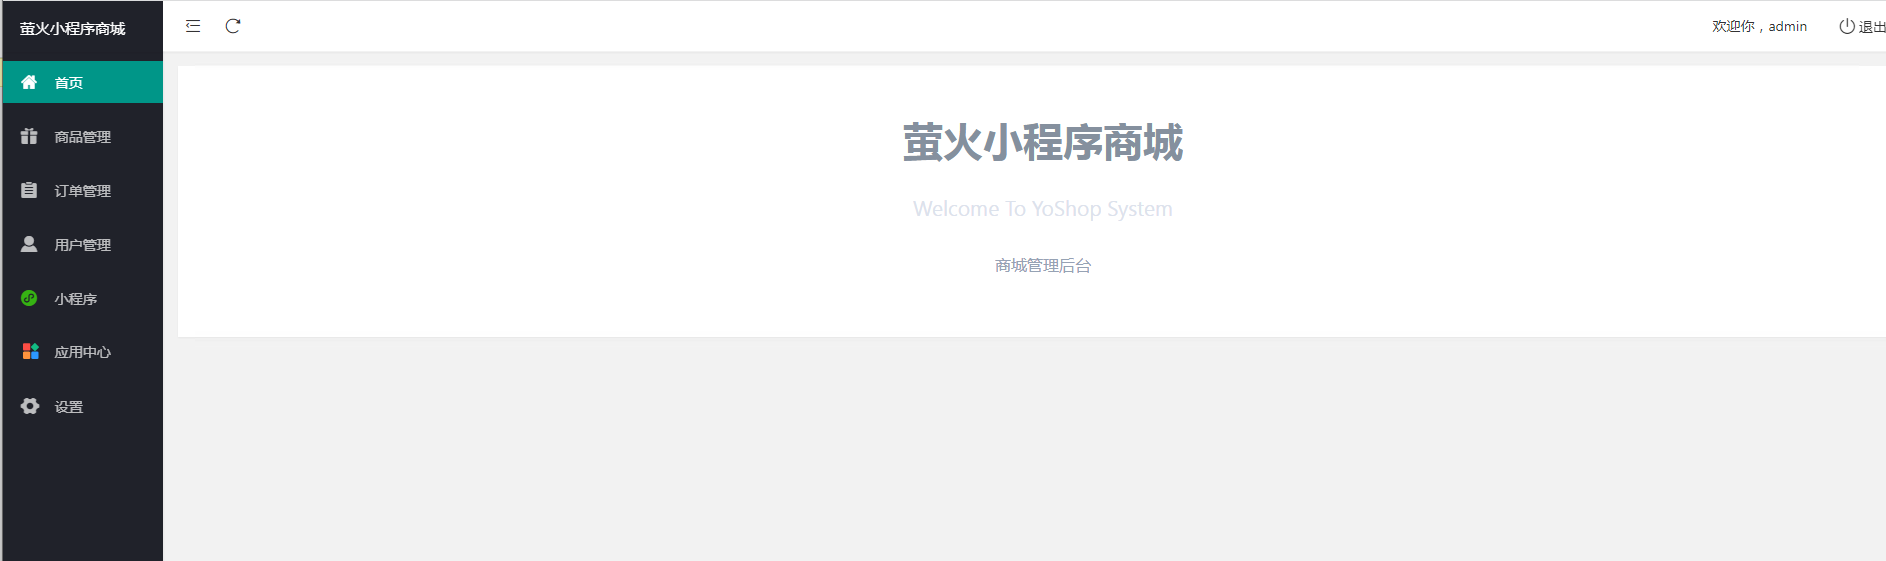 萤火小程序商城
欢迎你，admin
退出
首页
商品管理
订单管理
用户管理
小程序
应用中心
设置
萤火小程序商城
Welcome To YoShop System
商城管理后台